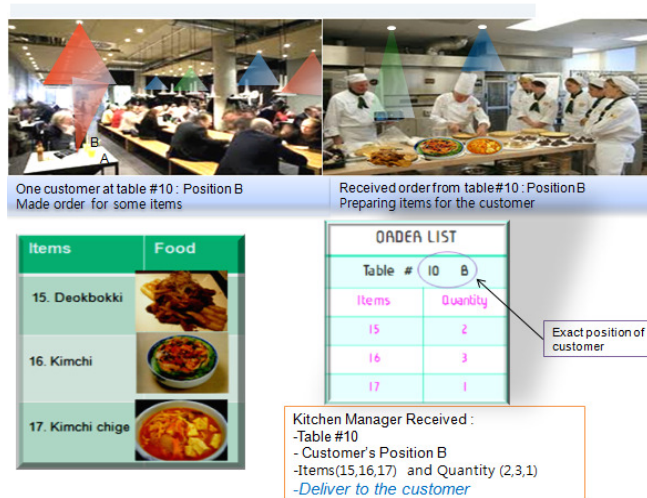 B
A
One customer at table #10 : Position B
Made order for some items
Received order from table#10 : Position B
Preparing items for the customer
Items Food
15. Deokbokki
16. Kimchi
17. Kimchi chige
ORDER LIST
Table # 10 B
Items Quantity
15 2
16 3
17 1
Exact position of
customer
Kitchen Manager Received :
-Table #10
- Customer's Position B
-Items(15,16,17) and Quantity (2,3,1)
-Deliver to the customer